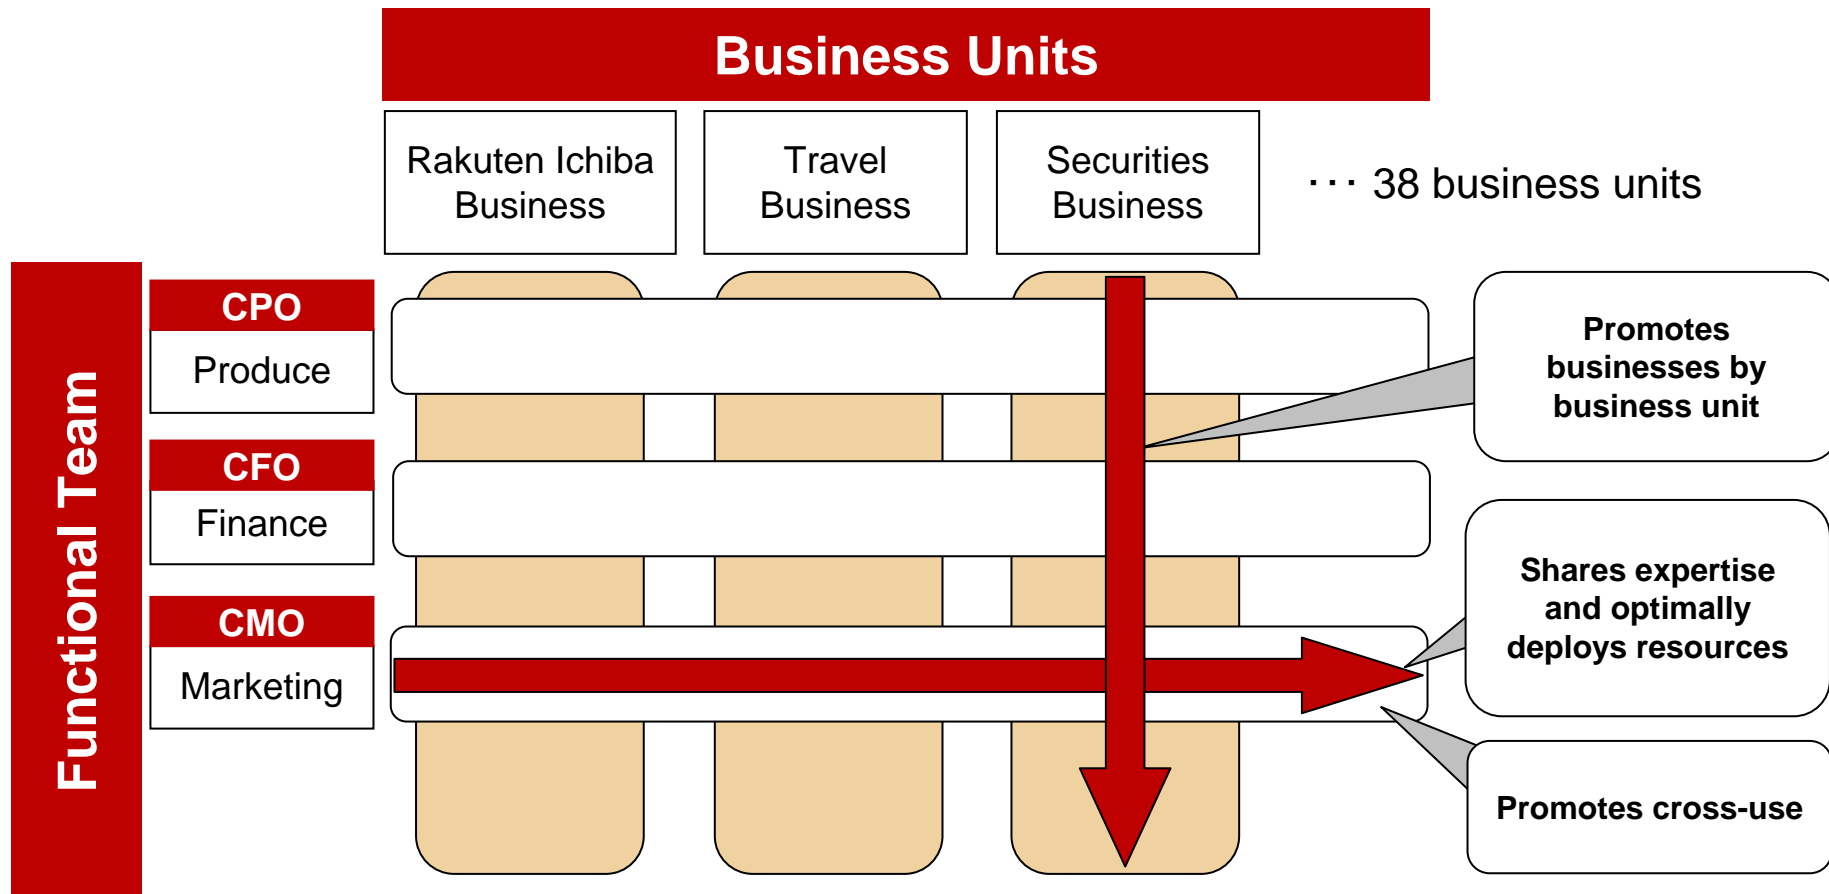 Business Units
Rakuten Ichiba
Business
Travel
Business
Securities
Business
··· 38 business units
Functional Team
CPO
Produce
CFO
Finance
CMO
Marketing
Promotes
businesses by
business unit
Shares expertise
and optimally
deploys resources
Promotes cross-use